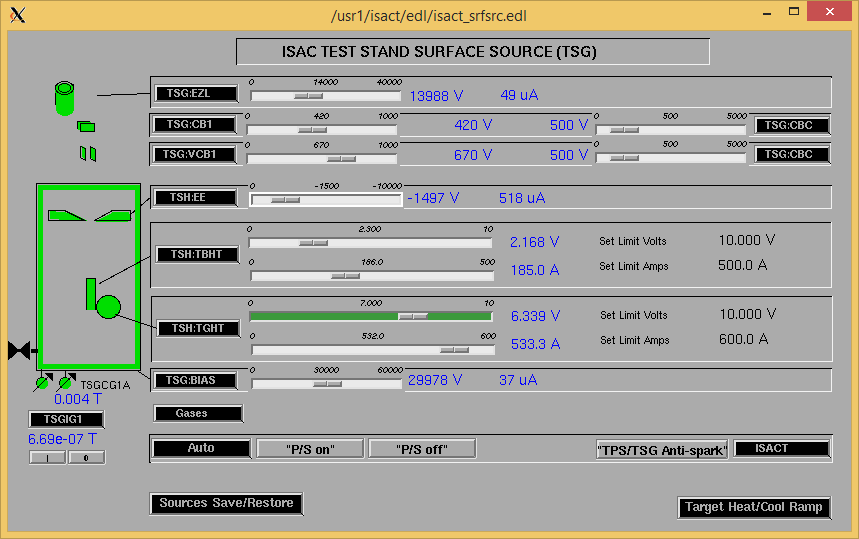 /usr1/isact/edl/isact_srfsrc.edl
ISAC TEST STAND SURFACE SOURCE (TSG)
0 14000 40000
TSG:EZL 13988 V 49 uA
0 420 1000 0 500 5000
TSG:CB1 420 V 500 V TSG:CBC
0 670 1000 0 500 5000
TSG:VCB1 670 V 500 V TSG:CBC
0 -1500 -10000
TSH:EE -1497 V 518 uA
0 2.300 10
2.168 V Set Limit Volts 10.000 V
TSH:TBHT
0 186.0 500
185.0 A Set Limit Amps 500.0 A
0 7.000 10
6.339 V Set Limit Volts 10.000 V
TSH:TGHT
0 532.0 600
533.3 A Set Limit Amps 600.0 A
0 30000 60000
TSG:BIAS 29978 V 37 uA
TSGCG1A
0.004 T
Gases
TSGIG1
6.69e-07 T
I 0
Auto "P/S on" "P/S off" "TPS/TSG Anti-spark" ISACT
Sources Save/Restore
Target Heat/Cool Ramp